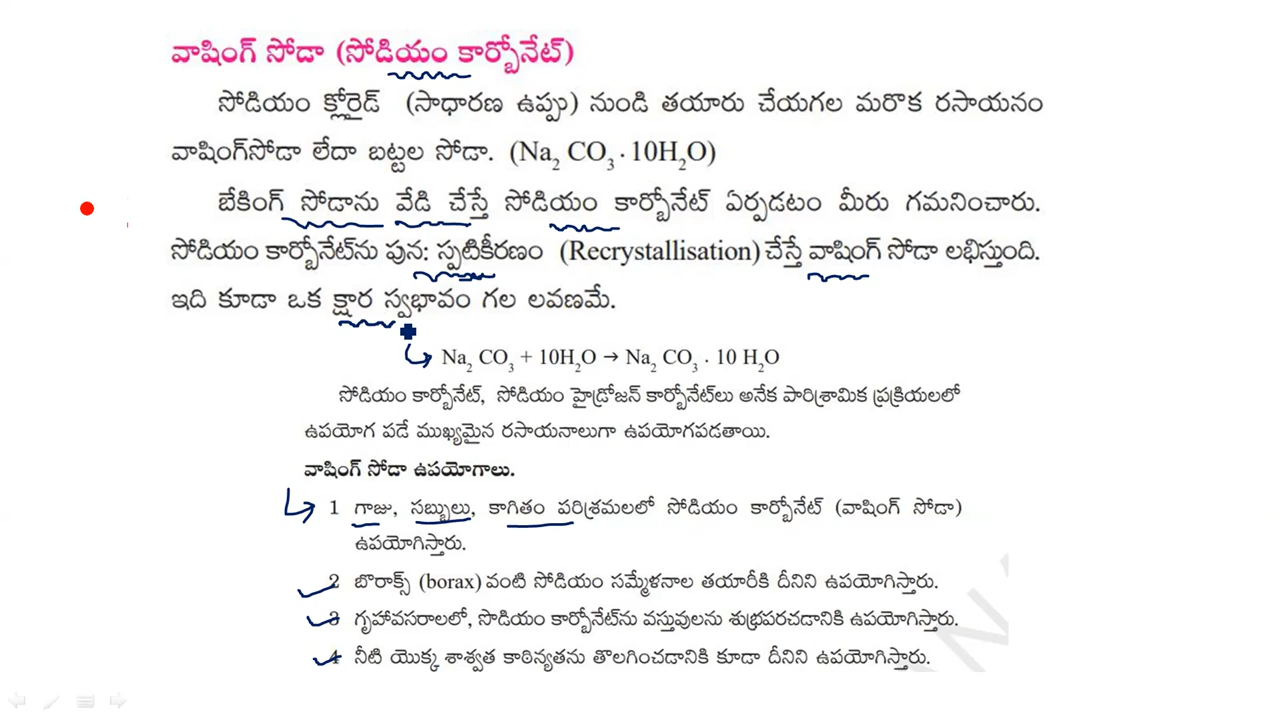 వాషింగ్ సోడా (సోడియం కార్బోనేట్)
సోడియం క్లోరైడ్ (సాధారణ ఉప్పు) నుండి తయారు చేయగల మరొక రసాయనం
వాషింగ్‌సోడా లేదా బట్టల సోడా. (Na₂ CO₃ · 10H₂O)
బేకింగ్ సోడాను వేడి చేస్తే సోడియం కార్బోనేట్ ఏర్పడటం మీరు గమనించారు.
సోడియం కార్బోనేట్‌ను పున: స్పటికీరణం (Recrystallisation) చేస్తే వాషింగ్ సోడా లభిస్తుంది.
ఇది కూడా ఒక క్షార స్వభావం గల లవణమే.
Na₂ CO₃ + 10H₂O → Na₂ CO₃ · 10 H₂O
సోడియం కార్బోనేట్, సోడియం హైడ్రోజన్ కార్బోనేట్‌లు అనేక పారిశ్రామిక ప్రక్రియలలో
ఉపయోగ పడే ముఖ్యమైన రసాయనాలుగా ఉపయోగపడతాయి.
వాషింగ్ సోడా ఉపయోగాలు.
1 గాజు, సబ్బులు, కాగితం పరిశ్రమలలో సోడియం కార్బోనేట్ (వాషింగ్ సోడా)
ఉపయోగిస్తారు.
2 బొరాక్స్ (borax) వంటి సోడియం సమ్మేళనాల తయారీకి దీనిని ఉపయోగిస్తారు.
3 గృహావసరాలలో, సొడియం కార్బోనేట్‌ను వస్తువులను శుభ్రపరచడానికి ఉపయోగిస్తారు.
4 నీటి యొక్క శాశ్వత కాఠిన్యతను తొలగించడానికి కూడా దీనిని ఉపయోగిస్తారు.